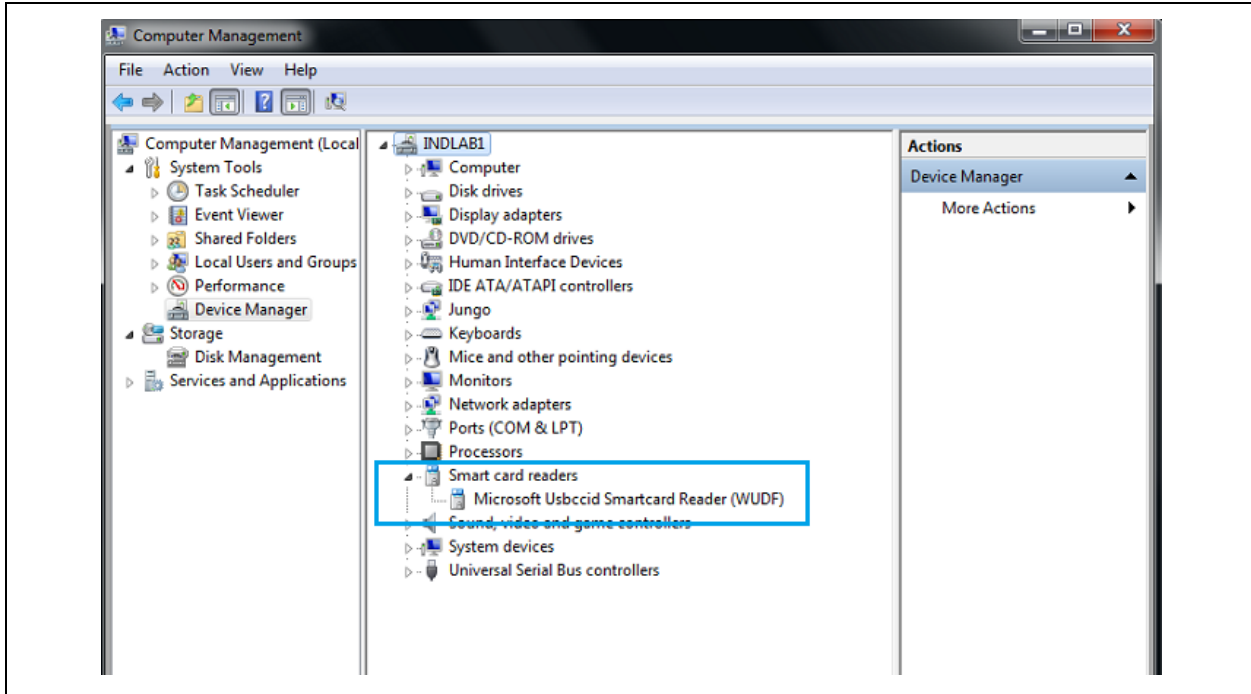 Computer Management
File Action View Help
Computer Management (Local
System Tools
Task Scheduler
Event Viewer
Shared Folders
Local Users and Groups
Performance
Device Manager
Storage
Disk Management
Services and Applications
INDLAB1
Computer
Disk drives
Display adapters
DVD/CD-ROM drives
Human Interface Devices
IDE ATA/ATAPI controllers
Jungo
Keyboards
Mice and other pointing devices
Monitors
Network adapters
Ports (COM & LPT)
Processors
Smart card readers
Microsoft Usbccid Smartcard Reader (WUDF)
Sound, video and game controllers
System devices
Universal Serial Bus controllers
Actions
Device Manager
More Actions